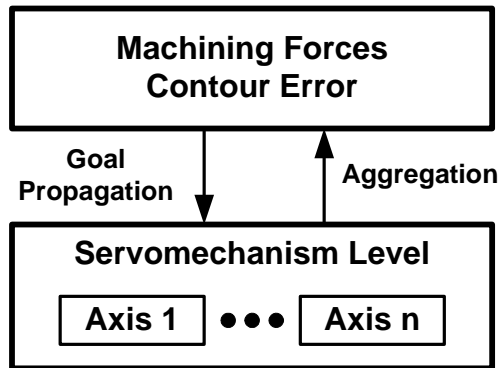 Machining Forces
Contour Error
Goal
Propagation
Aggregation
Servomechanism Level
Axis 1 ••• Axis n